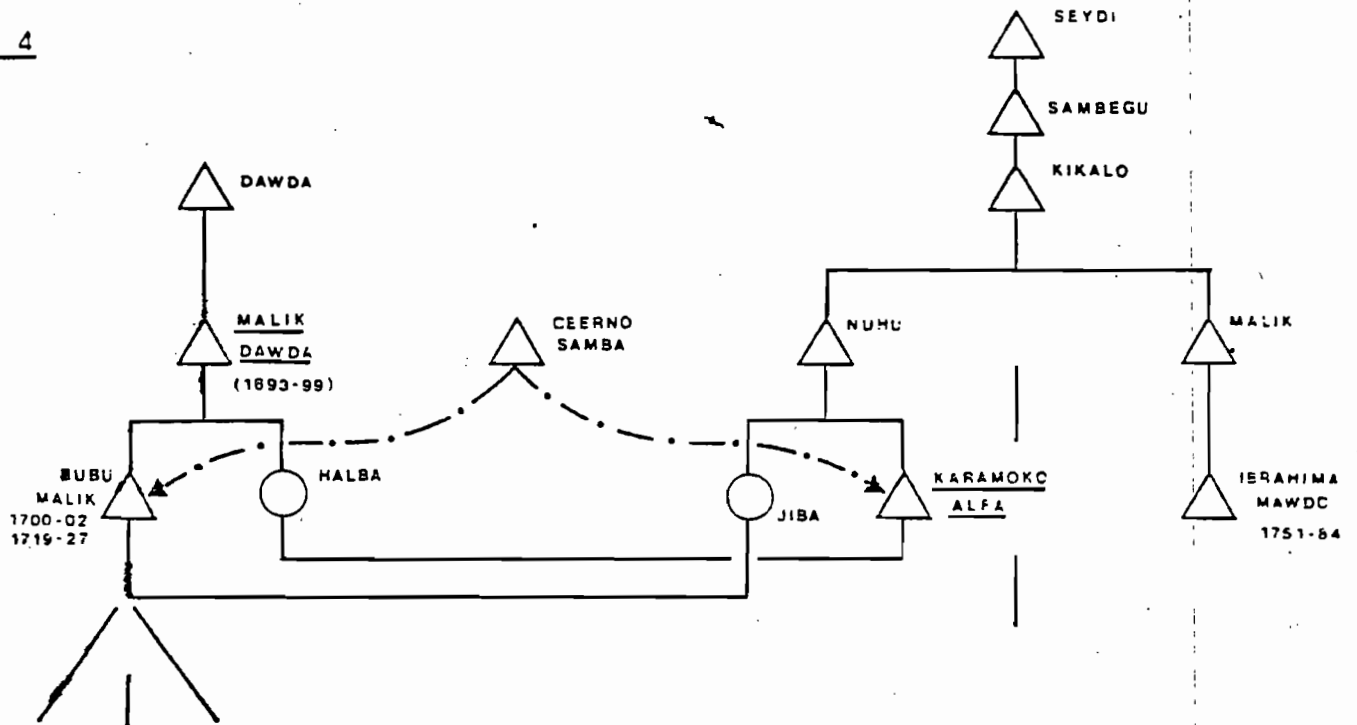 4
SEYDI
SAMBEGU
KIKALO
DAWDA
MALIK
DAWDA
(1693-99)
CEERNO
SAMBA
NUHU
MALIK
BUBU
MALIK
1700-02
1719-27
HALBA
JIBA
KARAMOKO
ALFA
IBRAHIMA
MAWDO
1751-84